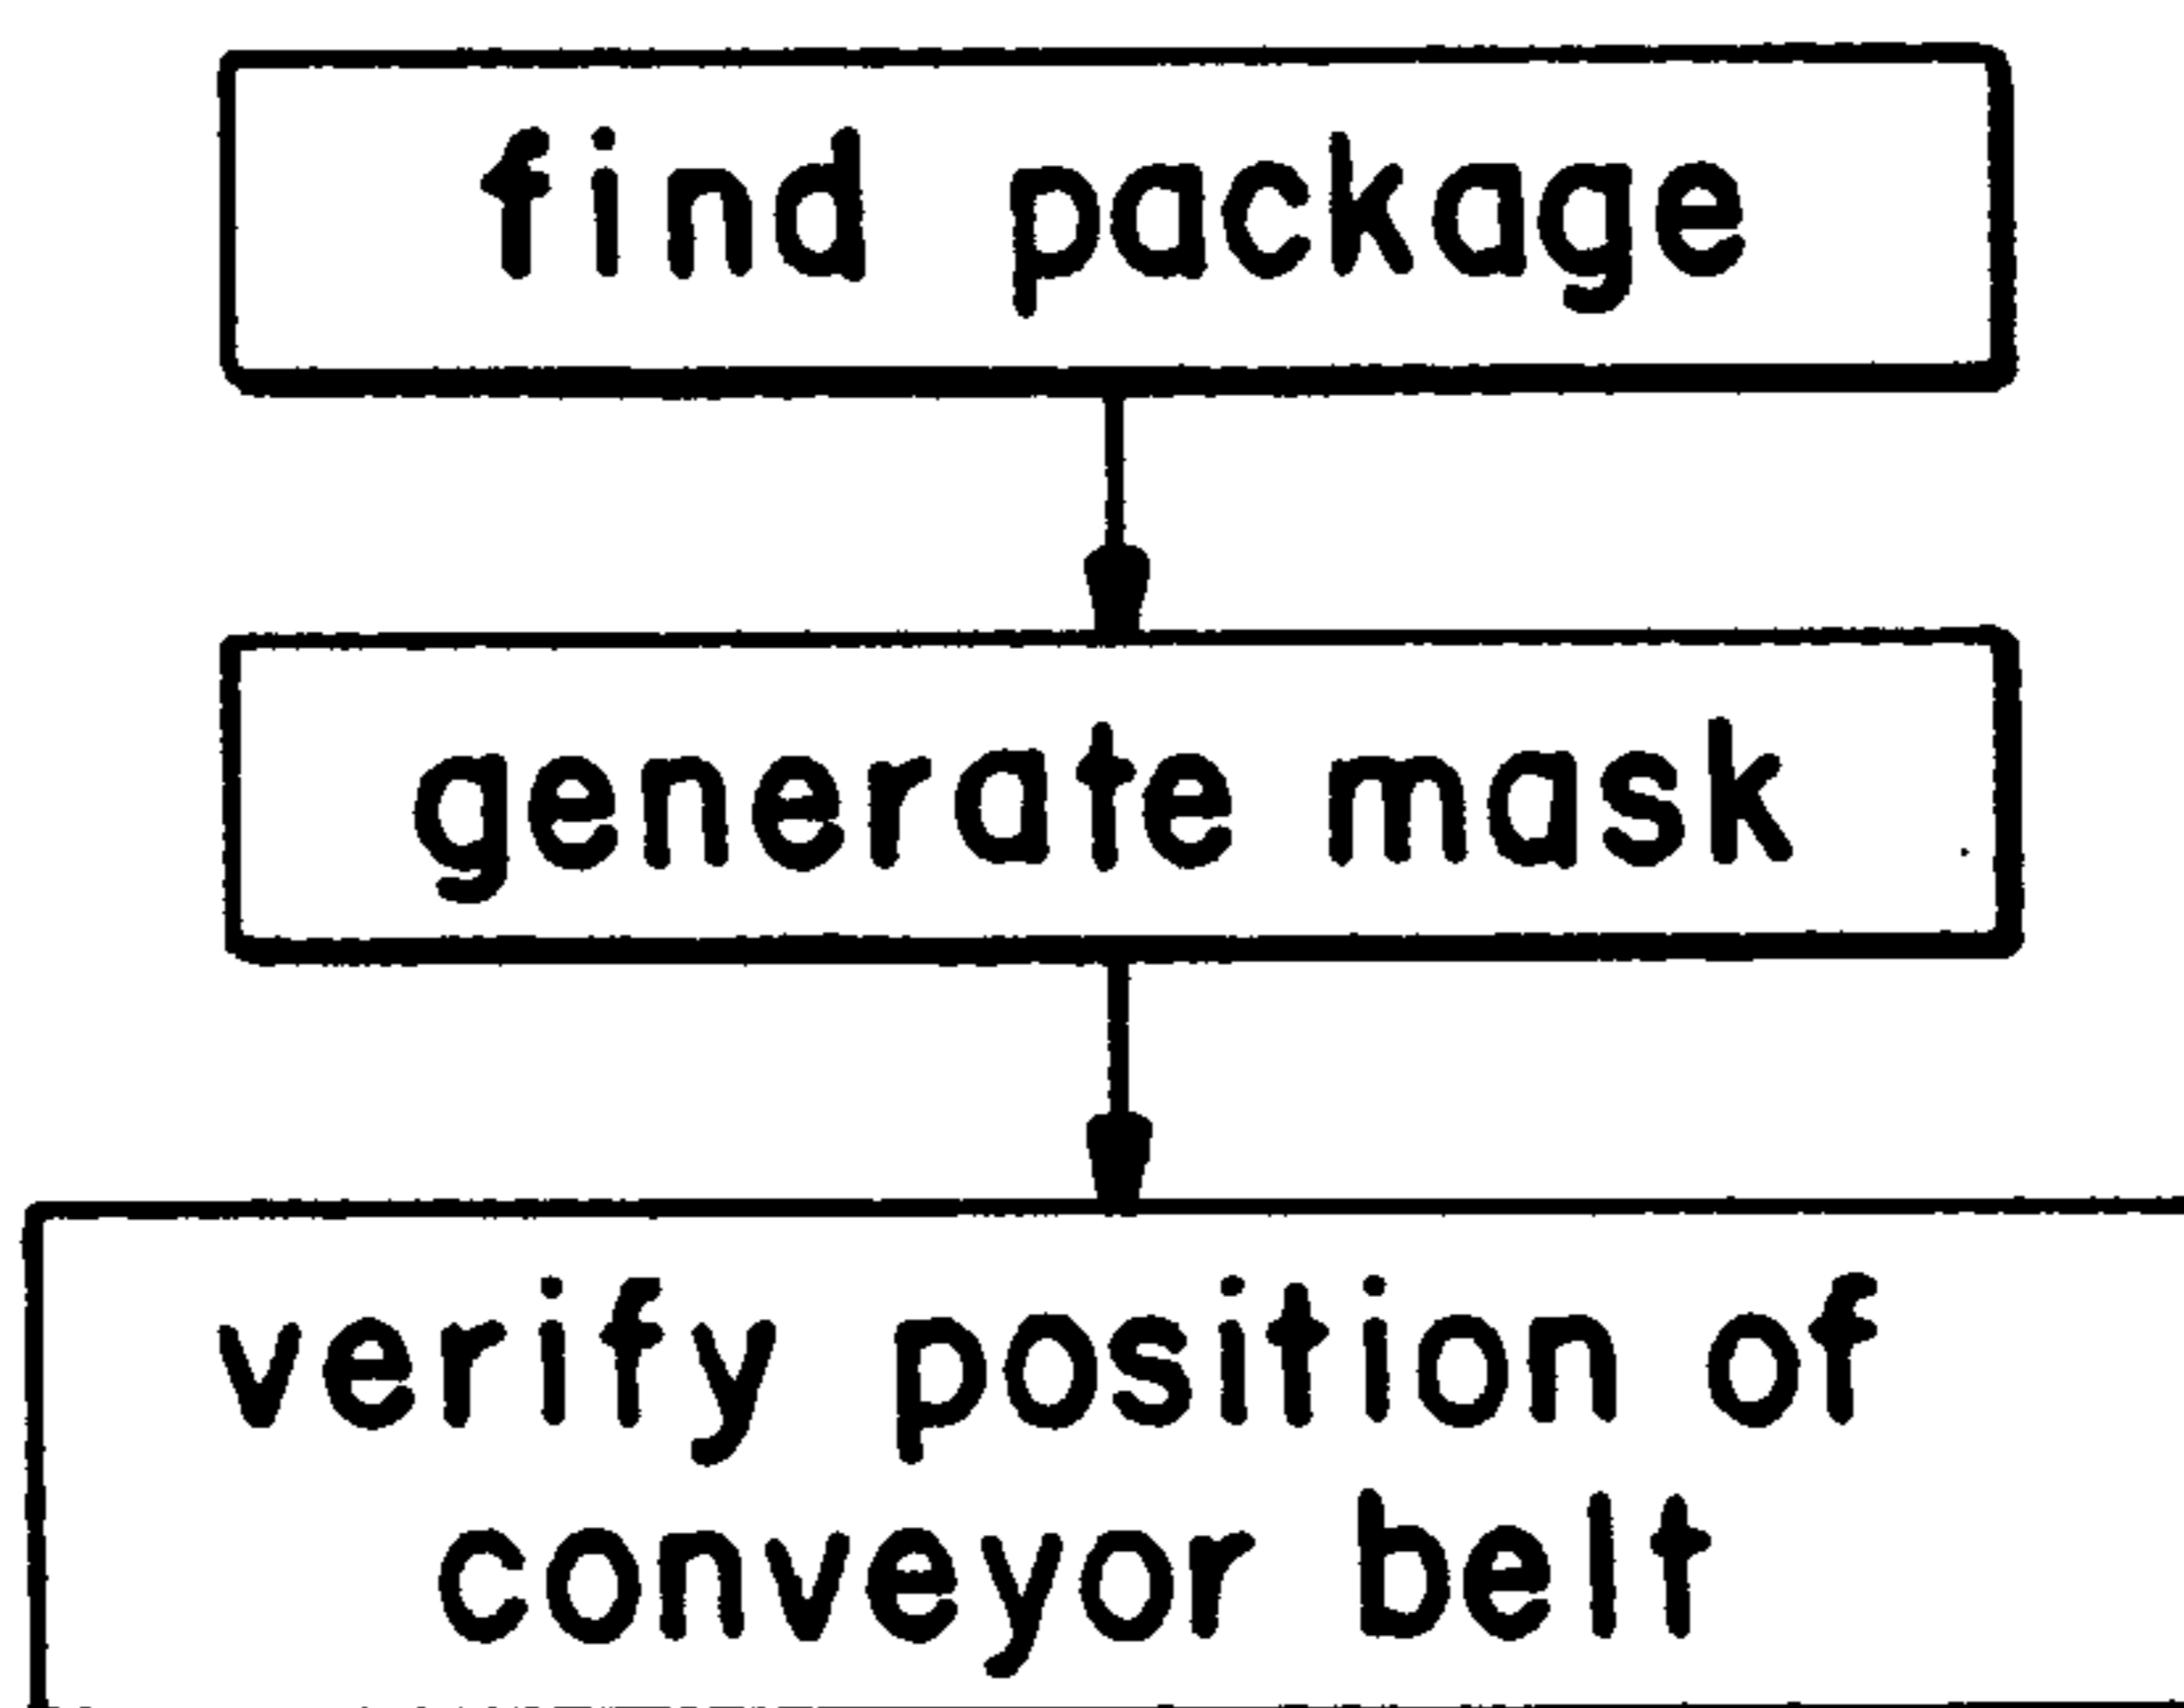 find package
generate mask
verify position of
conveyor belt